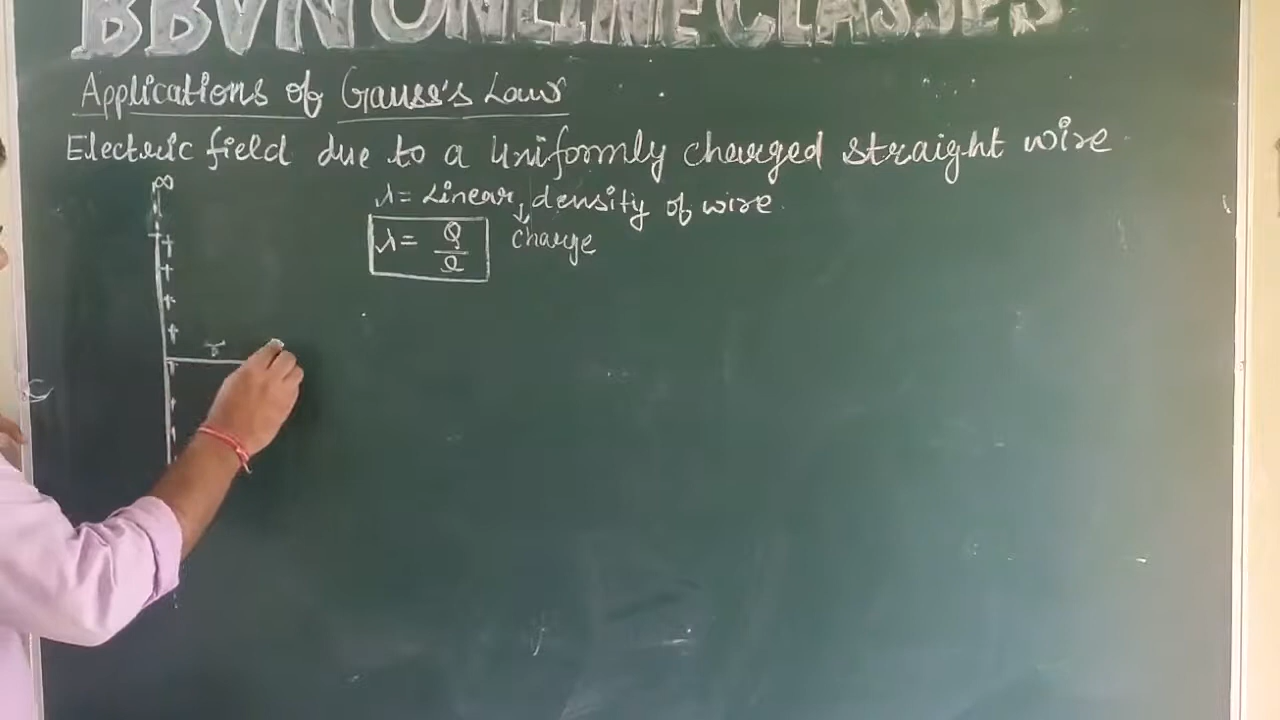 BBVN ONLINE CLASSES
Applications of Gauss's Law
Electric field due to a Uniformly charged straight wire
∞
λ = Linear density of wire
λ = Q/l
charge
+ + + + + + +
r